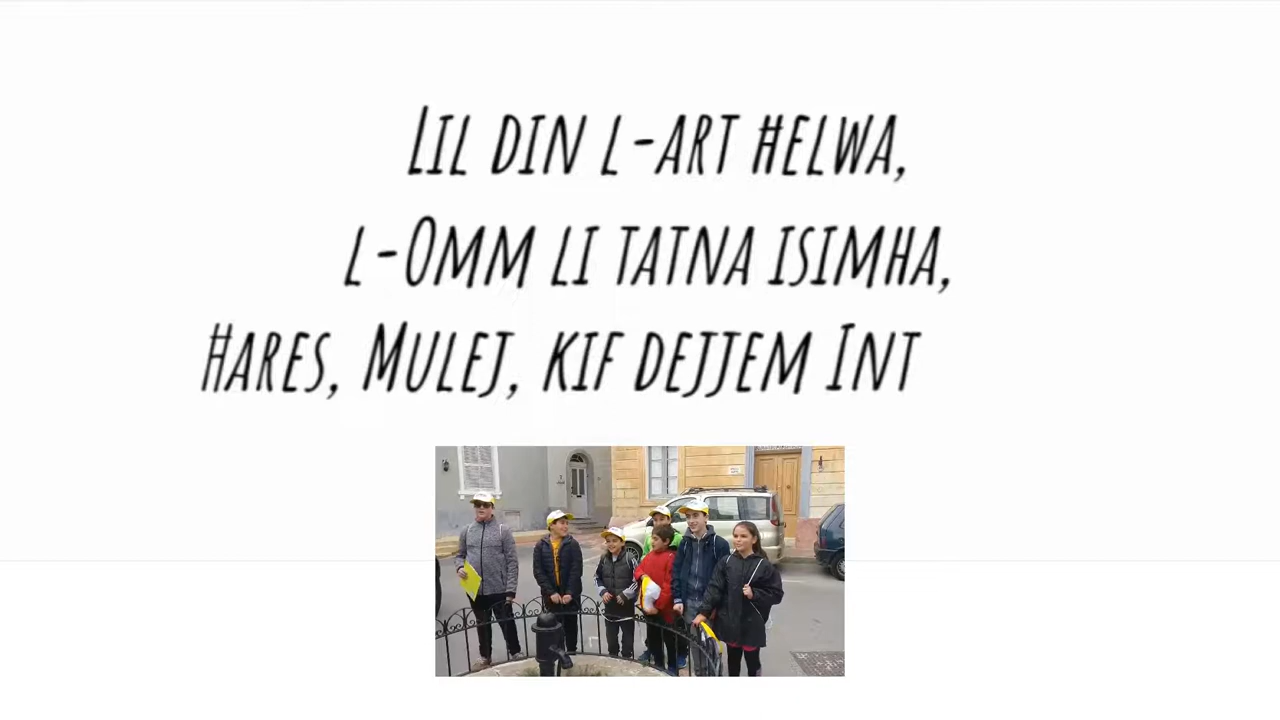 Lil din l-art ħelwa,
l-Omm li tatna isimha,
Ħares, Mulej, kif dejjem Int